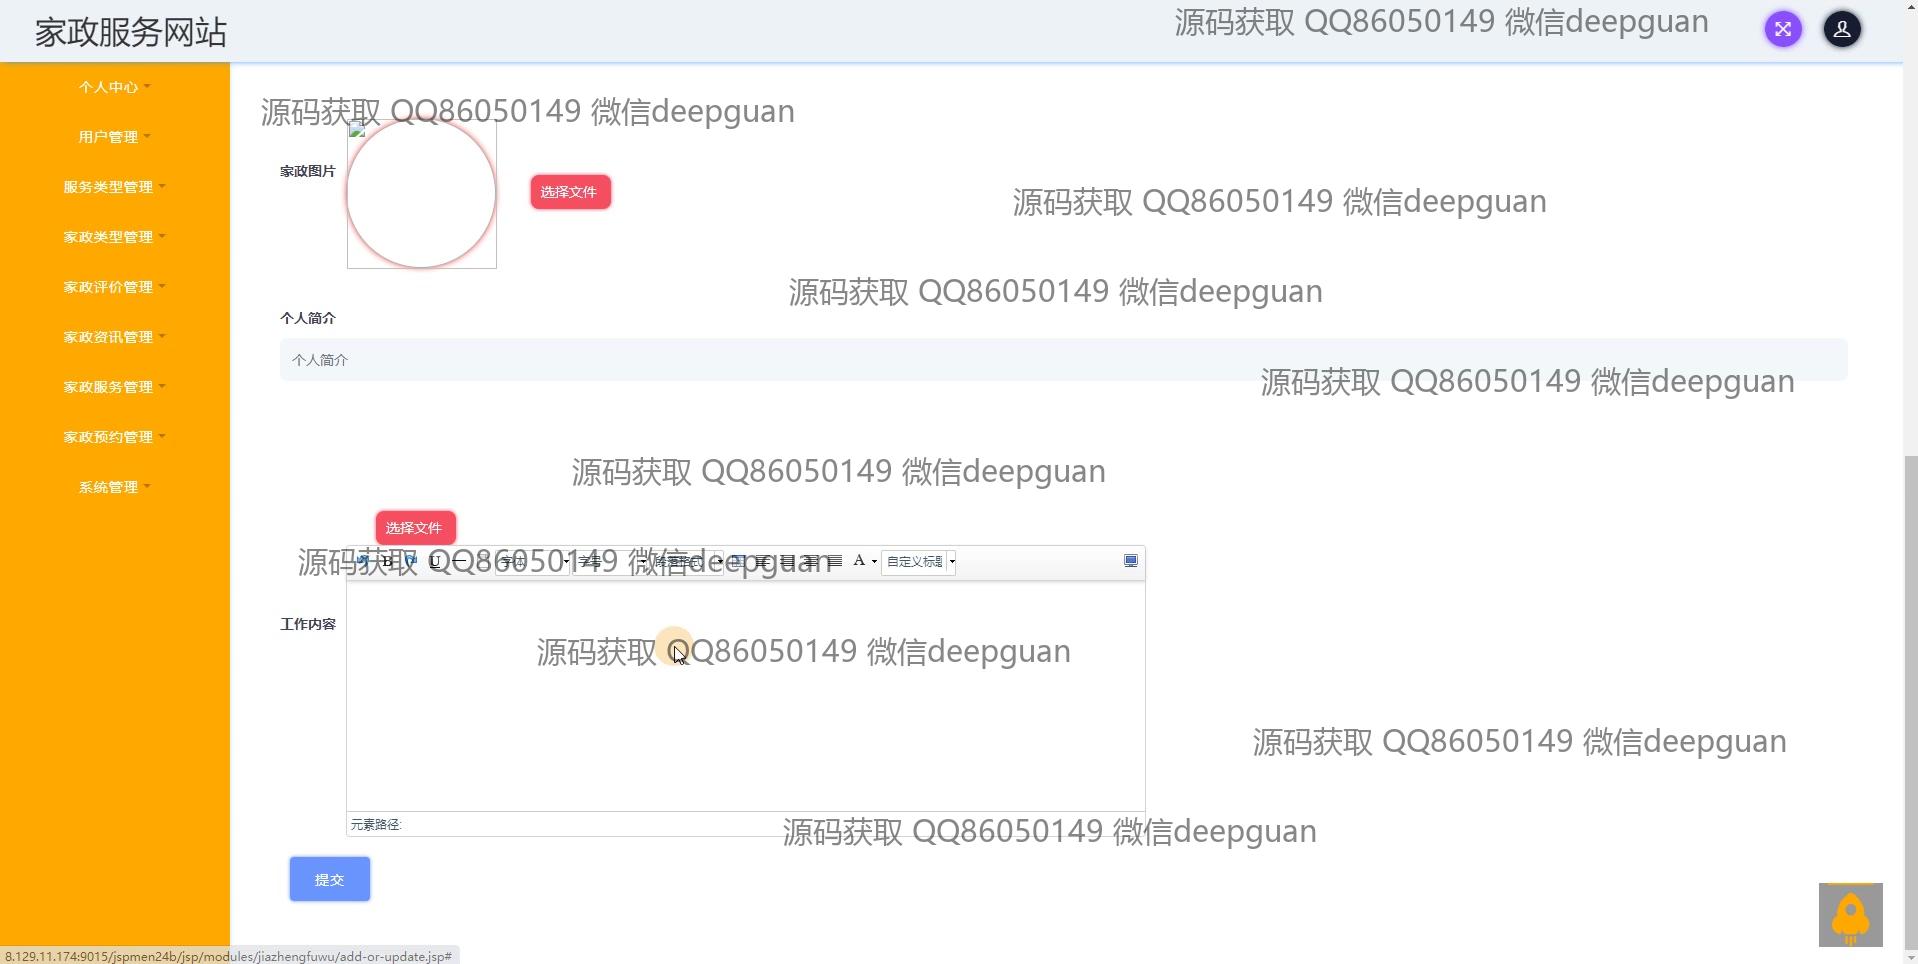 家政服务网站
源码获取 QQ86050149 微信deepguan
个人中心
用户管理
服务类型管理
家政类型管理
家政评价管理
家政资讯管理
家政服务管理
家政预约管理
系统管理
源码获取 QQ86050149 微信deepguan
家政图片
选择文件
源码获取 QQ86050149 微信deepguan
源码获取 QQ86050149 微信deepguan
个人简介
个人简介
源码获取 QQ86050149 微信deepguan
源码获取 QQ86050149 微信deepguan
选择文件
源码获取 QQ86050149 微信deepguan
B U 字体 字号 段落格式 A 自定义标题
工作内容
源码获取 QQ86050149 微信deepguan
源码获取 QQ86050149 微信deepguan
元素路径:
源码获取 QQ86050149 微信deepguan
提交
8.129.11.174:9015/jspmen24b/jsp/modules/jiazhengfuwu/add-or-update.jsp#